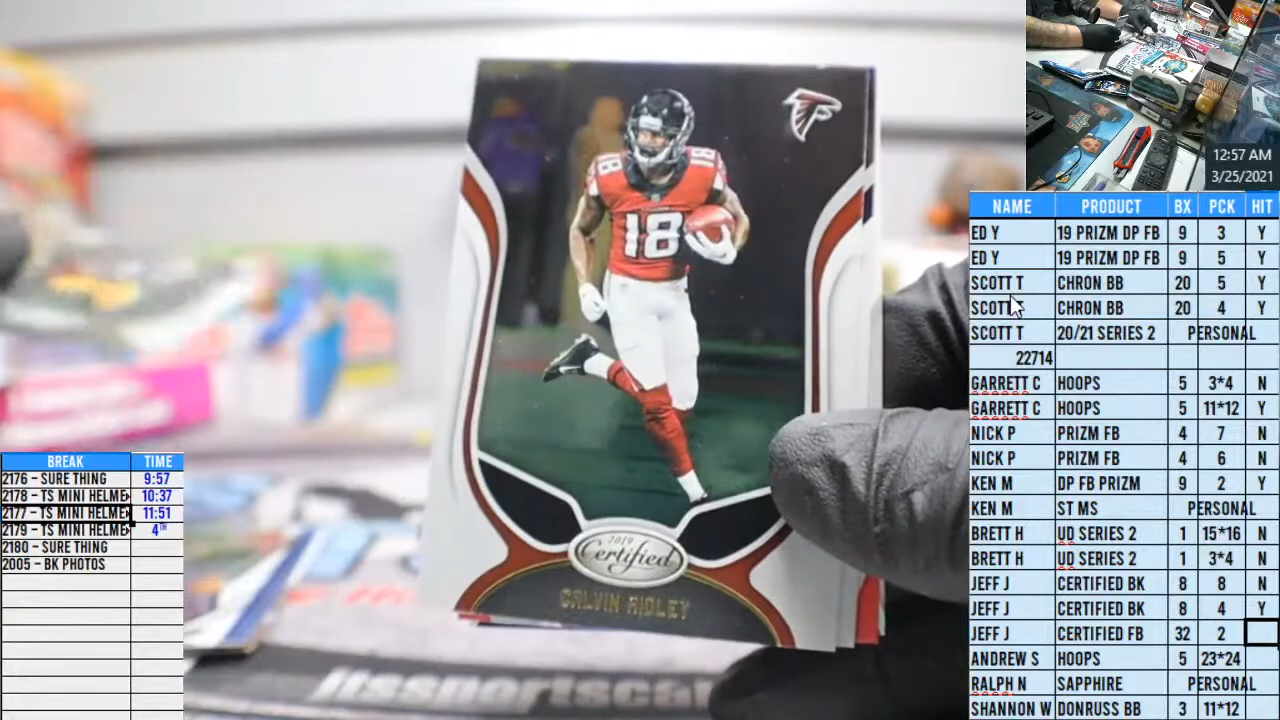 18
18
18
2019
Certified
CALVIN RIDLEY
12:57 AM
3/25/2021
NAME PRODUCT BX PCK HIT
ED Y 19 PRIZM DP FB 9 3 Y
ED Y 19 PRIZM DP FB 9 5 Y
SCOTT T CHRON BB 20 5 Y
SCOTT CHRON BB 20 4 Y
SCOTT T 20/21 SERIES 2 PERSONAL
22714
GARRETT C HOOPS 5 3*4 N
GARRETT C HOOPS 5 11*12 Y
NICK P PRIZM FB 4 7 N
NICK P PRIZM FB 4 6 N
KEN M DP FB PRIZM 9 2 Y
KEN M ST MS PERSONAL
BRETT H UD SERIES 2 1 15*16 N
BRETT H UD SERIES 2 1 3*4 N
JEFF J CERTIFIED BK 8 8 N
JEFF J CERTIFIED BK 8 4 Y
JEFF J CERTIFIED FB 32 2
ANDREW S HOOPS 5 23*24
RALPH N SAPPHIRE PERSONAL
SHANNON W DONRUSS BB 3 11*12
BREAK TIME
2176 – SURE THING 9:57
2178 – TS MINI HELME 10:37
2177 – TS MINI HELME 11:51
2179 – TS MINI HELME 4TH
2180 – SURE THING
2005 – BK PHOTOS